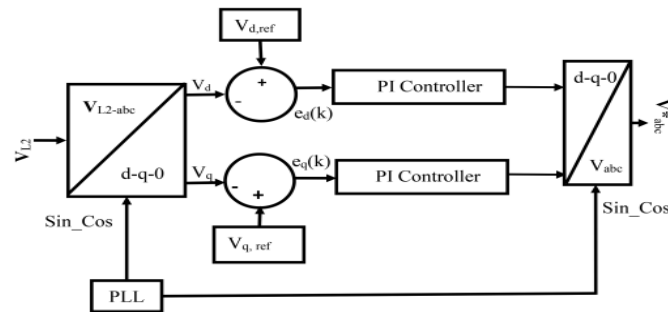 V_d,ref
V_d
+
-
e_d(k)
PI Controller
d-q-0
V_L2-abc
V_L2
d-q-0
V_abc
V*_abc
V_q
-
+
e_q(k)
PI Controller
Sin_Cos
V_q, ref
Sin_Cos
PLL